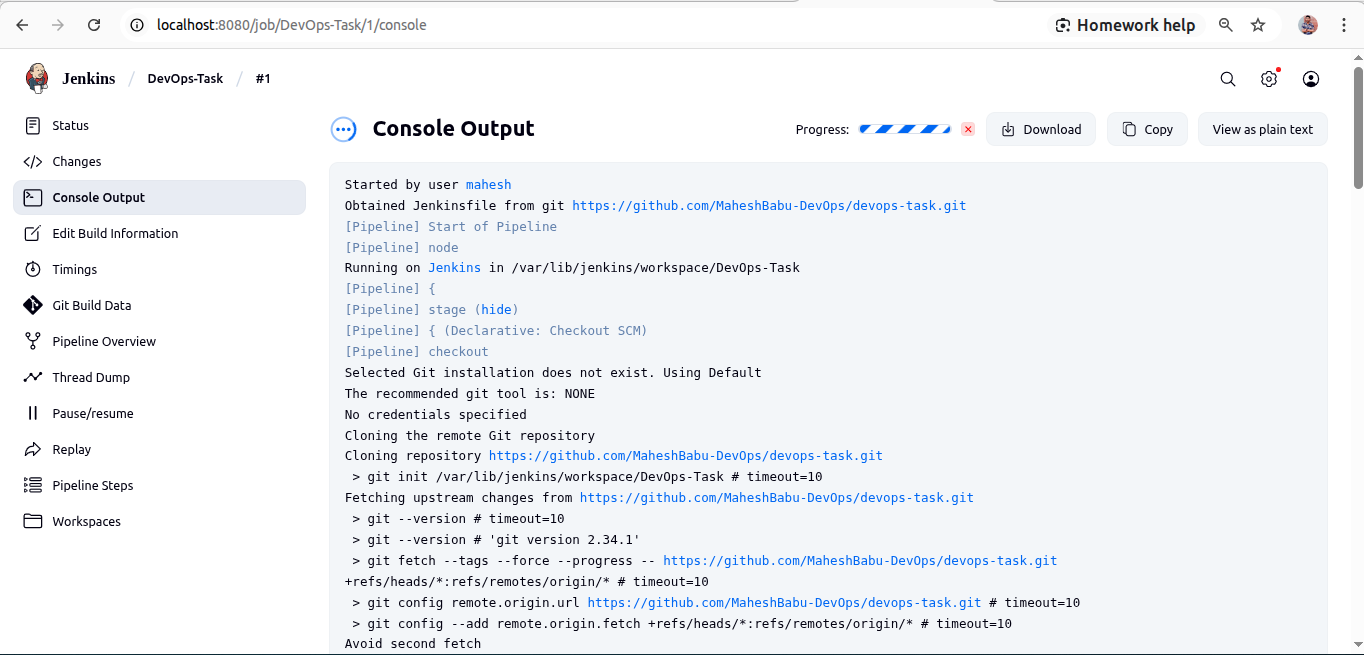 localhost:8080/job/DevOps-Task/1/console
Homework help
Jenkins / DevOps-Task / #1
Status
Changes
Console Output
Edit Build Information
Timings
Git Build Data
Pipeline Overview
Thread Dump
Pause/resume
Replay
Pipeline Steps
Workspaces
Console Output
Progress:
Download
Copy
View as plain text
Started by user mahesh
Obtained Jenkinsfile from git https://github.com/MaheshBabu-DevOps/devops-task.git
[Pipeline] Start of Pipeline
[Pipeline] node
Running on Jenkins in /var/lib/jenkins/workspace/DevOps-Task
[Pipeline] {
[Pipeline] stage (hide)
[Pipeline] { (Declarative: Checkout SCM)
[Pipeline] checkout
Selected Git installation does not exist. Using Default
The recommended git tool is: NONE
No credentials specified
Cloning the remote Git repository
Cloning repository https://github.com/MaheshBabu-DevOps/devops-task.git
> git init /var/lib/jenkins/workspace/DevOps-Task # timeout=10
Fetching upstream changes from https://github.com/MaheshBabu-DevOps/devops-task.git
> git --version # timeout=10
> git --version # 'git version 2.34.1'
> git fetch --tags --force --progress -- https://github.com/MaheshBabu-DevOps/devops-task.git
+refs/heads/*:refs/remotes/origin/* # timeout=10
> git config remote.origin.url https://github.com/MaheshBabu-DevOps/devops-task.git # timeout=10
> git config --add remote.origin.fetch +refs/heads/*:refs/remotes/origin/* # timeout=10
Avoid second fetch